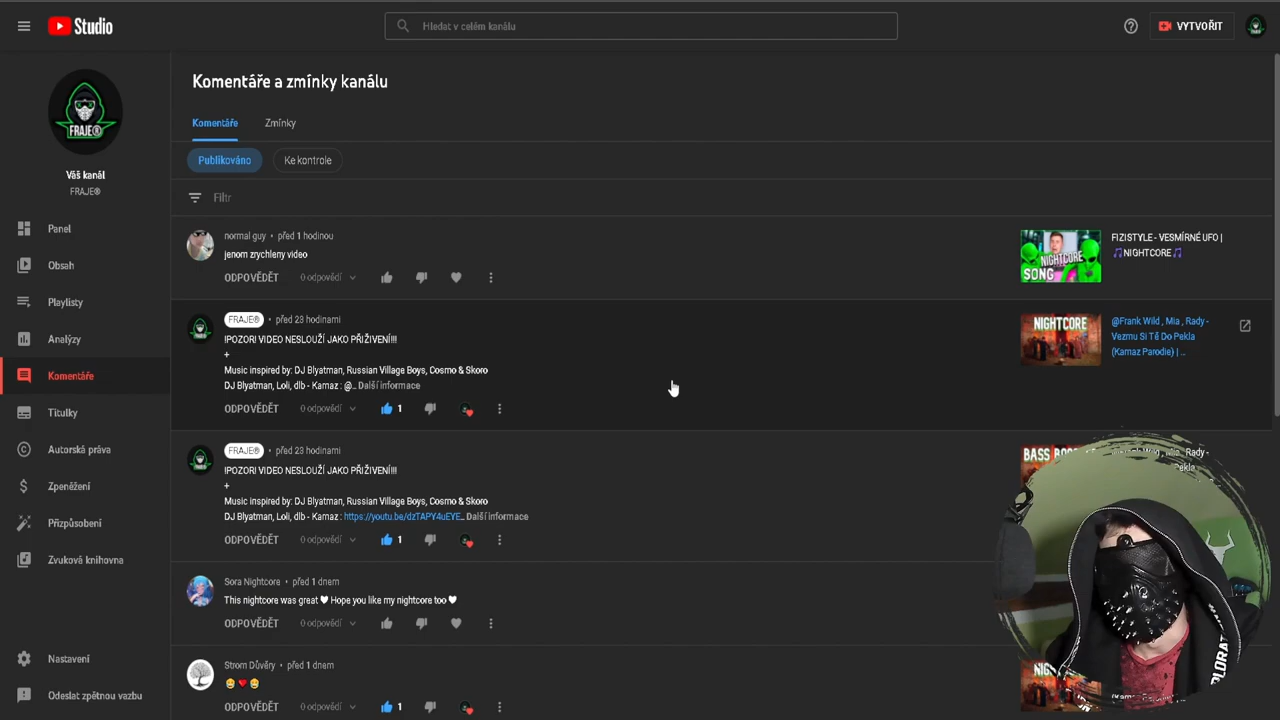 Studio
Hledat v celém kanálu
VYTVOŘIT
FRAJE®
Váš kanál
FRAJE®
Panel
Obsah
Playlisty
Analýzy
Komentáře
Titulky
Autorská práva
Zpeněžení
Přizpůsobení
Zvuková knihovna
Nastavení
Odeslat zpětnou vazbu
Komentáře a zmínky kanálu
Komentáře
Zmínky
Publikováno
Ke kontrole
Filtr
normal guy • před 1 hodinou
jenom zrychleny video
ODPOVĚDĚT 0 odpovědí
NIGHTCORE
SONG
FIZISTYLE - VESMÍRNÉ UFO |
🎵NIGHTCORE🎵
FRAJE® • před 23 hodinami
!POZOR! VIDEO NESLOUŽÍ JAKO PŘIŽIVENÍ!!!
+
Music inspired by: DJ Blyatman, Russian Village Boys, Cosmo & Skoro
DJ Blyatman, Loli, dlb - Kamaz : @... Další informace
ODPOVĚDĚT 0 odpovědí 1
NIGHTCORE
@Frank Wild , Mia , Rady -
Vezmu Si Tě Do Pekla
(Kamaz Parodie) | ...
FRAJE® • před 23 hodinami
!POZOR! VIDEO NESLOUŽÍ JAKO PŘIŽIVENÍ!!!
+
Music inspired by: DJ Blyatman, Russian Village Boys, Cosmo & Skoro
DJ Blyatman, Loli, dlb - Kamaz : https://youtu.be/dzTAPY4uEYE... Další informace
ODPOVĚDĚT 0 odpovědí 1
BASS
Rady -
Pekla
Sora Nightcore • před 1 dnem
This nightcore was great ♥ Hope you like my nightcore too ♥
ODPOVĚDĚT 0 odpovědí
Strom Důvěry • před 1 dnem
😄❤️😄
ODPOVĚDĚT 0 odpovědí 1